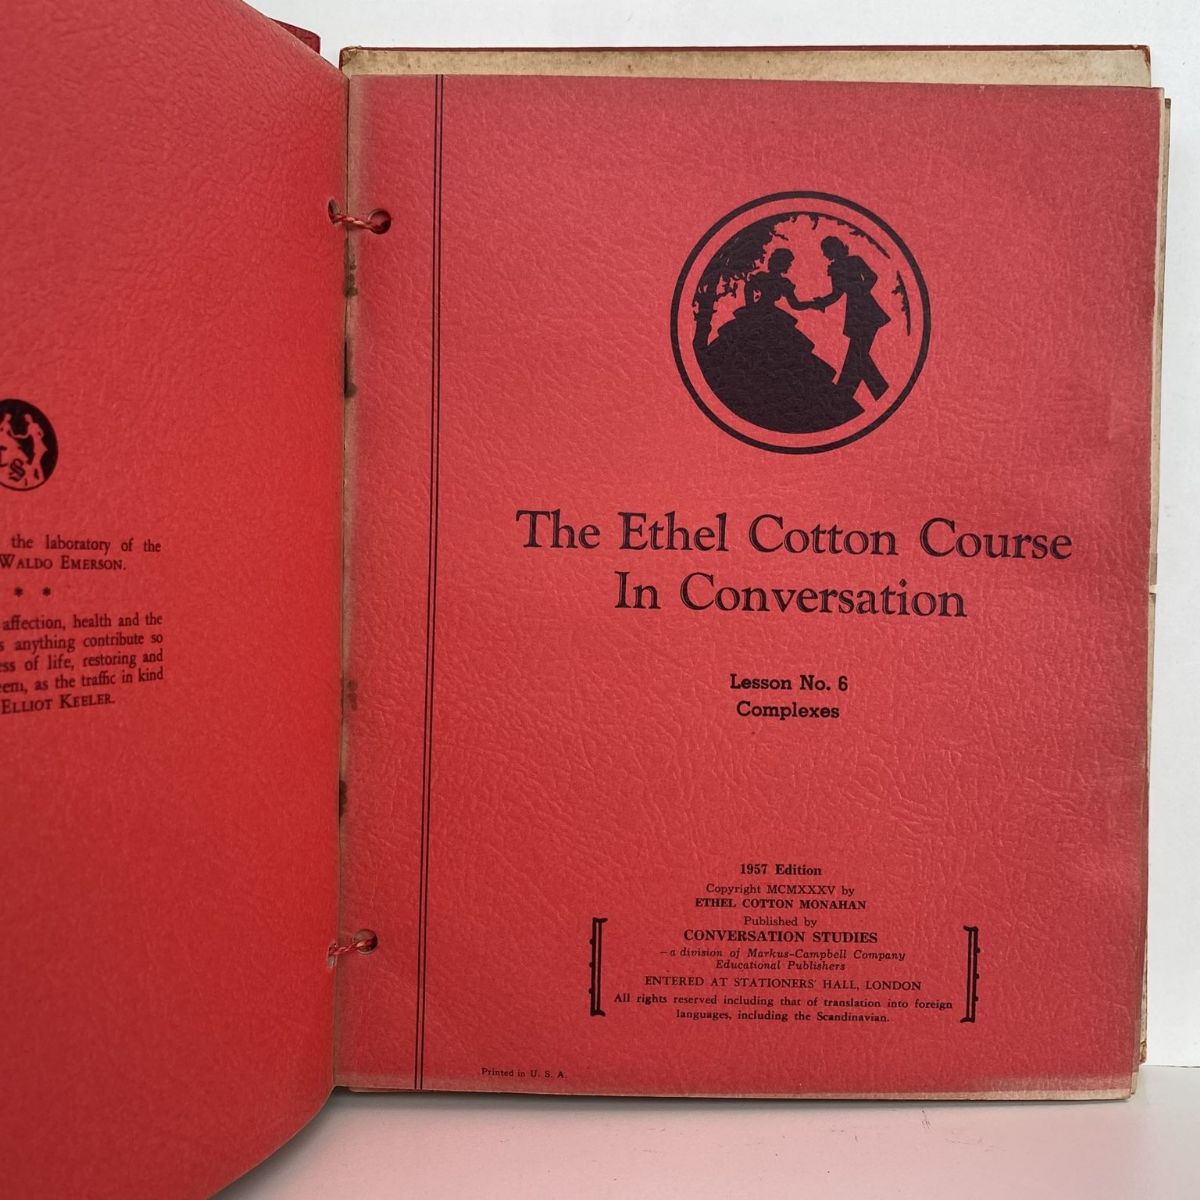 the laboratory of the
WALDO EMERSON.
* *
affection, health and the
anything contribute so
of life, restoring and
as the traffic in kind
ELLIOT KEELER.
The Ethel Cotton Course
In Conversation
Lesson No. 6
Complexes
1957 Edition
Copyright MCMXXXV by
ETHEL COTTON MONAHAN
Published by
CONVERSATION STUDIES
—a division of Markus-Campbell Company
Educational Publishers
ENTERED AT STATIONERS' HALL, LONDON
All rights reserved including that of translation into foreign
languages, including the Scandinavian.
Printed in U. S. A.